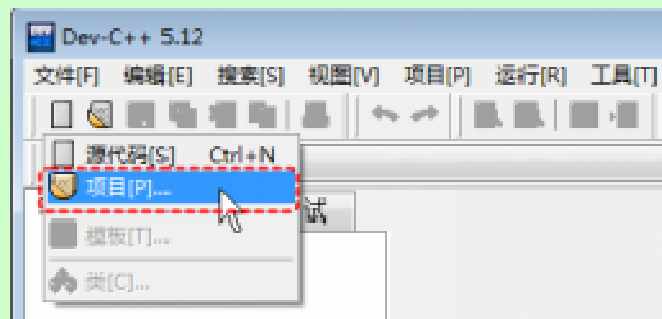 Dev-C++ 5.12
文件[F] 编辑[E] 搜索[S] 视图[V] 项目[P] 运行[R] 工具[T]
源代码[S] Ctrl+N
项目[P]...
试
模板[T]...
类[C]...